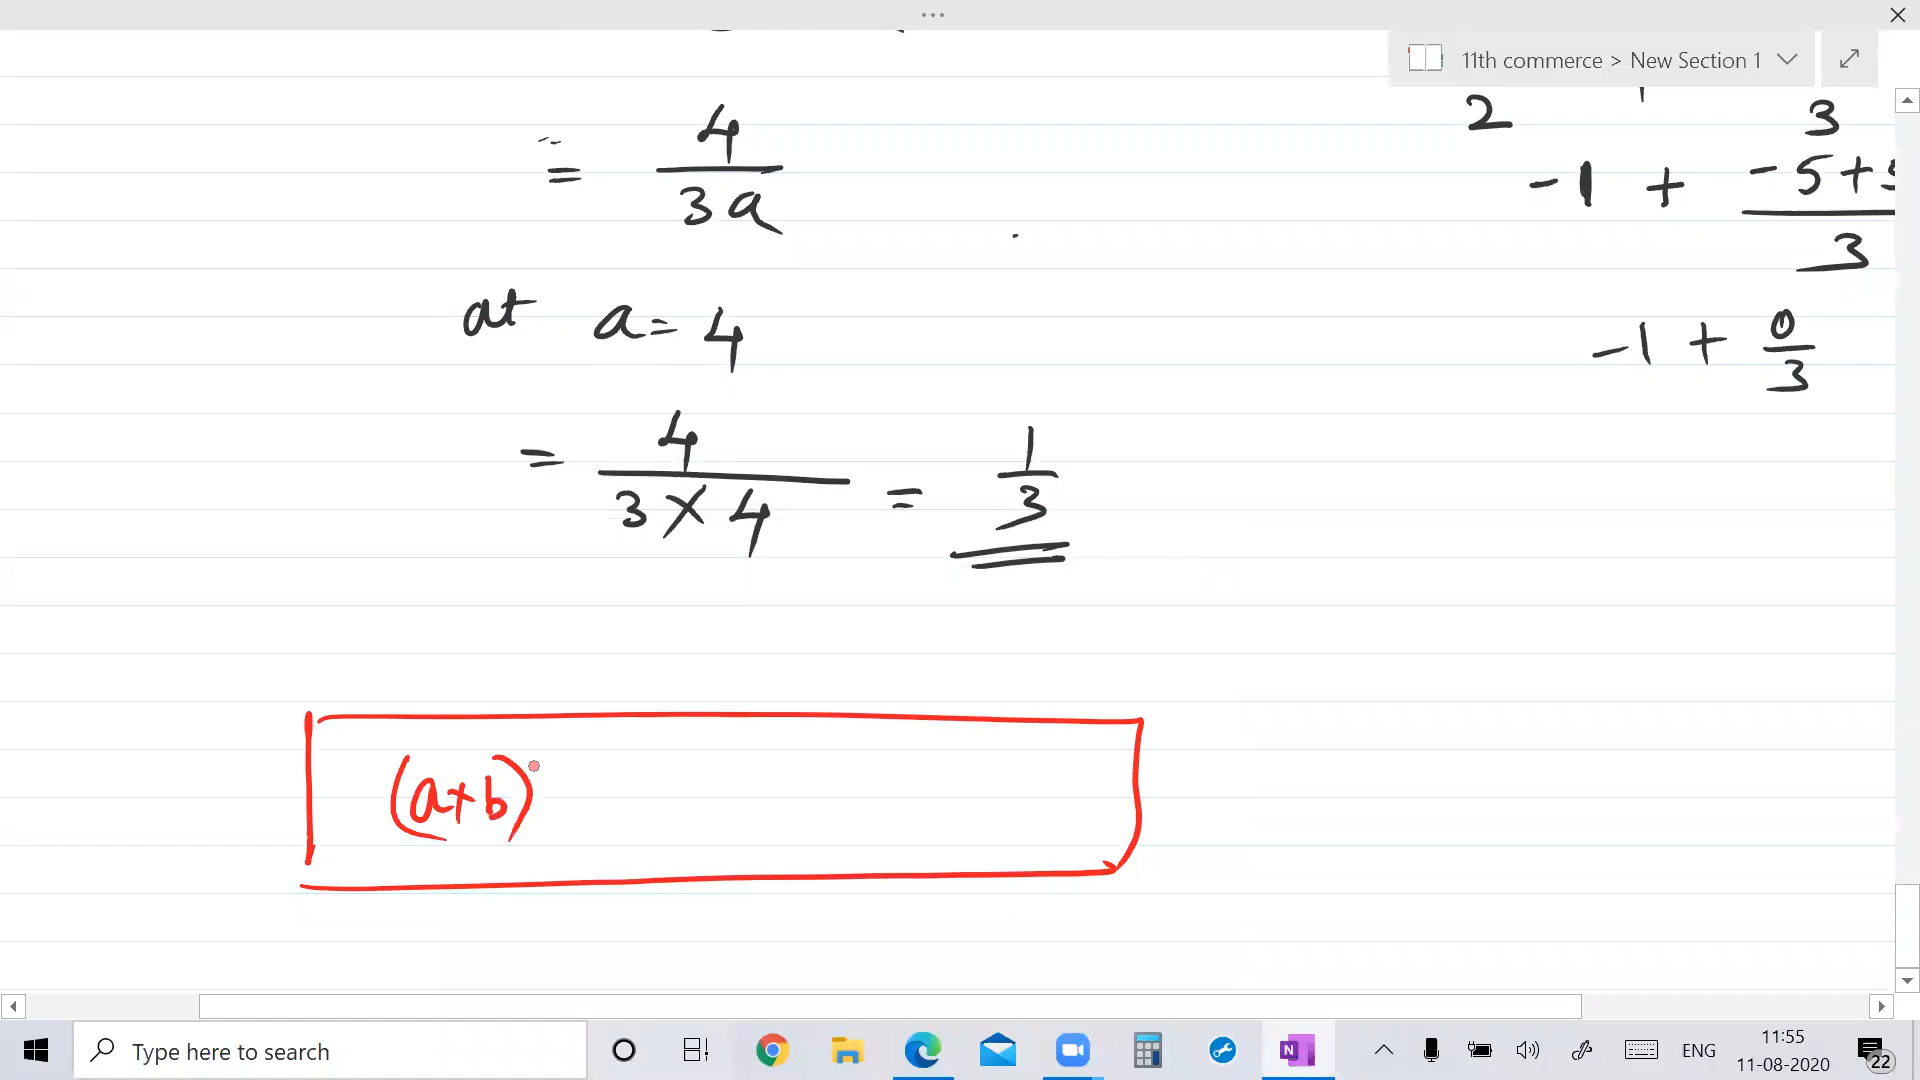 11th commerce > New Section 1
= 4/3a
at a = 4
= 4/(3 × 4) = 1/3
2 3
-1 + (-5+5)/3
-1 + 0/3
(a+b)
Type here to search
ENG
11:55
11-08-2020
22